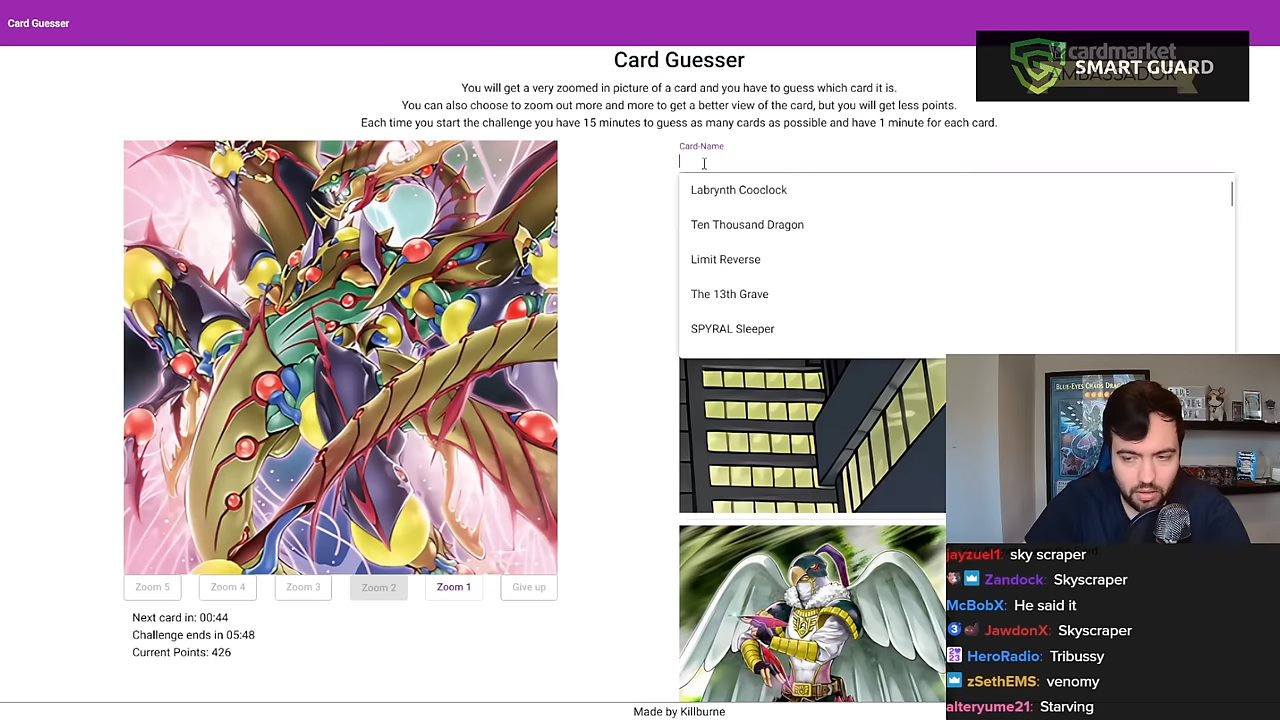 Card Guesser
cardmarket
SMART GUARD
AMBASSADOR
Card Guesser
You will get a very zoomed in picture of a card and you have to guess which card it is.
You can also choose to zoom out more and more to get a better view of the card, but you will get less points.
Each time you start the challenge you have 15 minutes to guess as many cards as possible and have 1 minute for each card.
Card-Name
Labrynth Cooclock
Ten Thousand Dragon
Limit Reverse
The 13th Grave
SPYRAL Sleeper
BLUE-EYES CHAOS DRAG
Zoom 5 Zoom 4 Zoom 3 Zoom 2 Zoom 1 Give up
Next card in: 00:44
Challenge ends in 05:48
Current Points: 426
jayzuel1: sky scraper
Zandock: Skyscraper
McBobX: He said it
JawdonX: Skyscraper
HeroRadio: Tribussy
zSethEMS: venomy
alteryume21: Starving
Made by Killburne